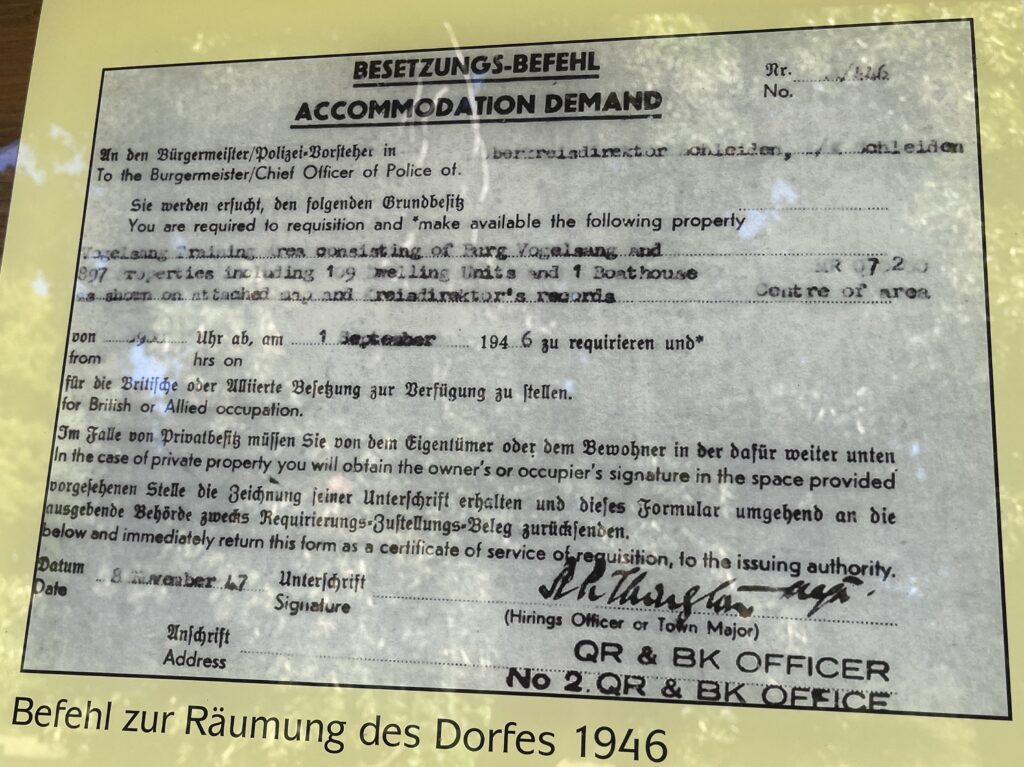 BESETZUNGS-BEFEHL
ACCOMMODATION DEMAND
Nr.
No.
An den Bürgermeister/Polizei-Vorsteher in
To the Burgermeister/Chief Officer of Police of.
Sie werden ersucht, den folgenden Grundbesitz
You are required to requisition and *make available the following property
Vogelsang Training Area consisting of Burg Vogelsang and
897 roperties including welling Units and 1 Boathouse
as shown on attached map and reisdirektor's records Centre of area
von Uhr ab, am 1 September 1946 zu requirieren und*
from hrs on
für die Britische oder Alliierte Besetzung zur Verfügung zu stellen.
for British or Allied occupation.
Im Falle von Privatbesitz müssen Sie von dem Eigentümer oder dem Bewohner in der dafür weiter unten
In the case of private property you will obtain the owner's or occupier's signature in the space provided
vorgesehenen Stelle die Zeichnung seiner Unterschrift erhalten und dieses Formular umgehend an die
ausgebende Behörde zwecks Requirierungs-Zustellungs-Beleg zurücksenden.
below and immediately return this form as a certificate of service of requisition, to the issuing authority.
Datum 8 November 47 Unterschrift
Date Signature
(Hirings Officer or Town Major)
Anschrift
Address
QR & BK OFFICER
No 2. QR & BK OFFICE
Befehl zur Räumung des Dorfes 1946